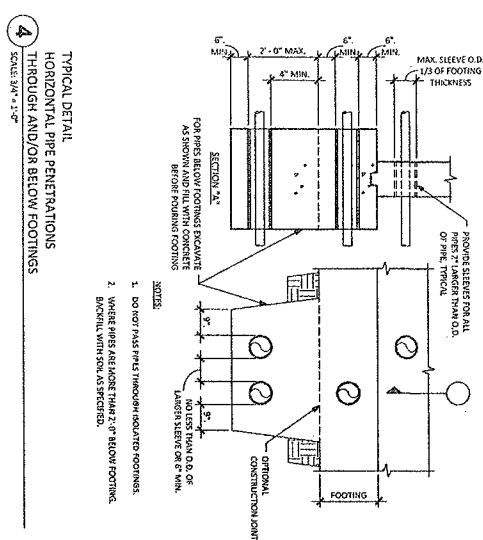 6".
MIN.
2' - 0" MAX.
6".
MIN.
6".
MIN.
4" MIN.
MAX. SLEEVE O.D.
1/3 OF FOOTING
THICKNESS
PROVIDE SLEEVES FOR ALL
PIPES 2" LARGER THAN O.D.
OF PIPE, TYPICAL
SECTION "A"
FOR PIPES BELOW FOOTINGS EXCAVATE
AS SHOWN AND FILL WITH CONCRETE
BEFORE POURING FOOTING
9".
9".
NO LESS THAN O.D. OF
LARGER SLEEVE OR 6" MIN.
OPTIONAL
CONSTRUCTION JOINT
FOOTING
NOTES:
1. DO NOT PASS PIPES THROUGH ISOLATED FOOTINGS.
2. WHERE PIPES ARE MORE THAN 2'-0" BELOW FOOTING,
BACKFILL WITH SOIL AS SPECIFIED.
4
TYPICAL DETAIL
HORIZONTAL PIPE PENETRATIONS
THROUGH AND/OR BELOW FOOTINGS
SCALE: 3/4" = 1'-0"